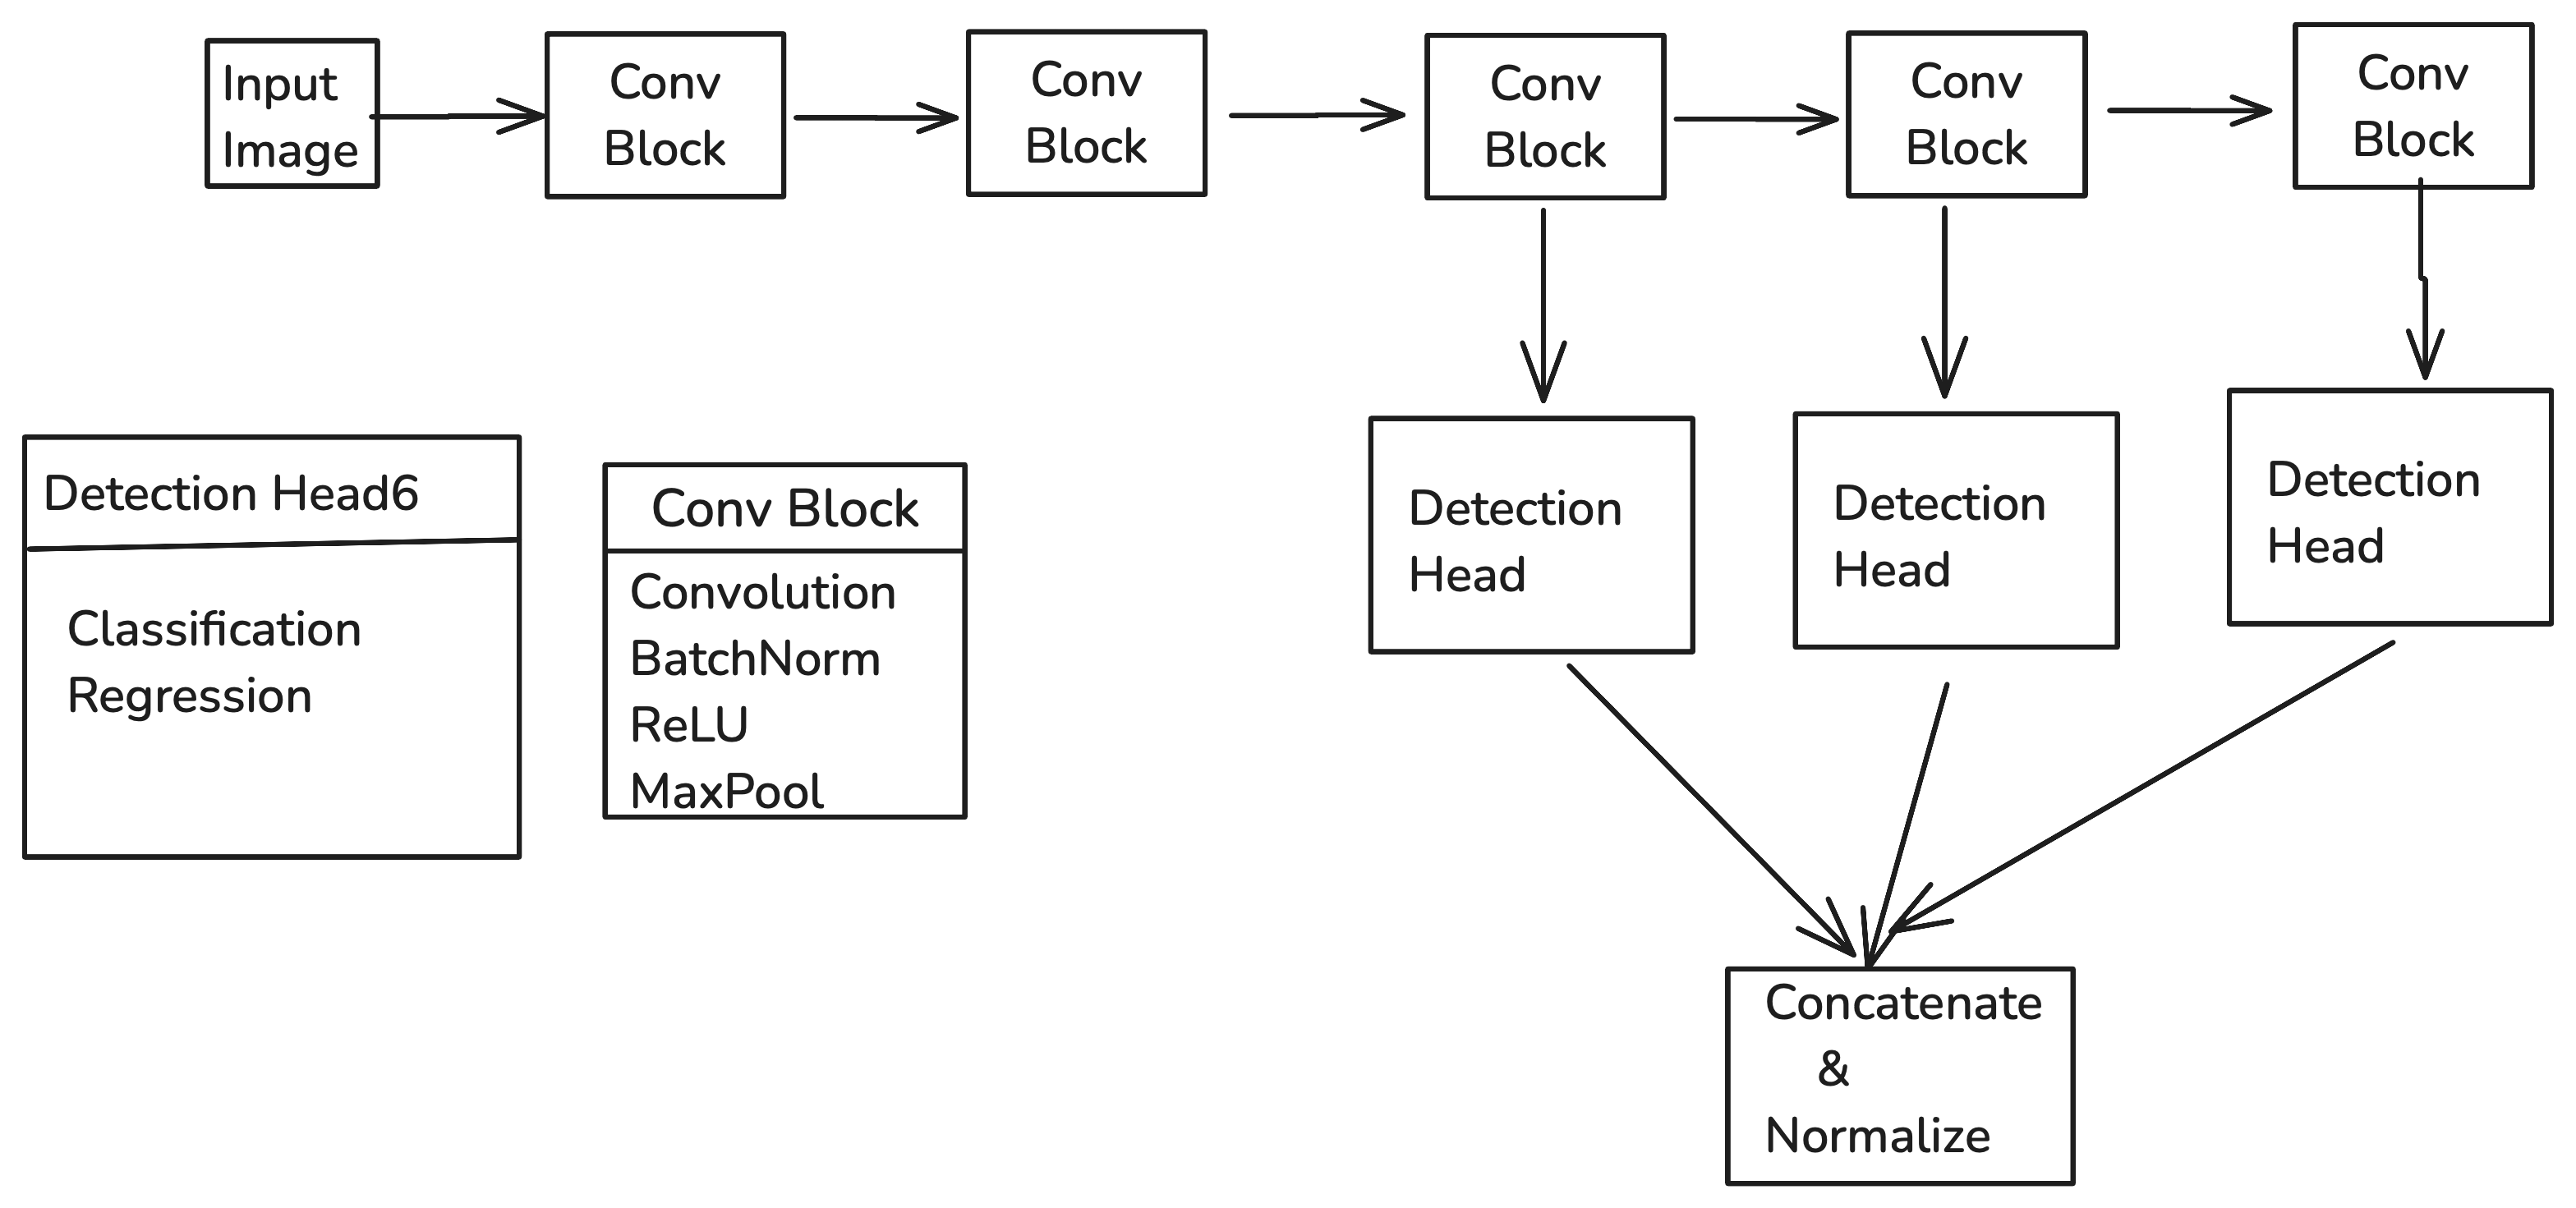 Input
Image
Conv
Block
Conv
Block
Conv
Block
Conv
Block
Conv
Block
Detection Head6
Classification
Regression
Conv Block
Convolution
BatchNorm
ReLU
MaxPool
Detection
Head
Detection
Head
Detection
Head
Concatenate
&
Normalize